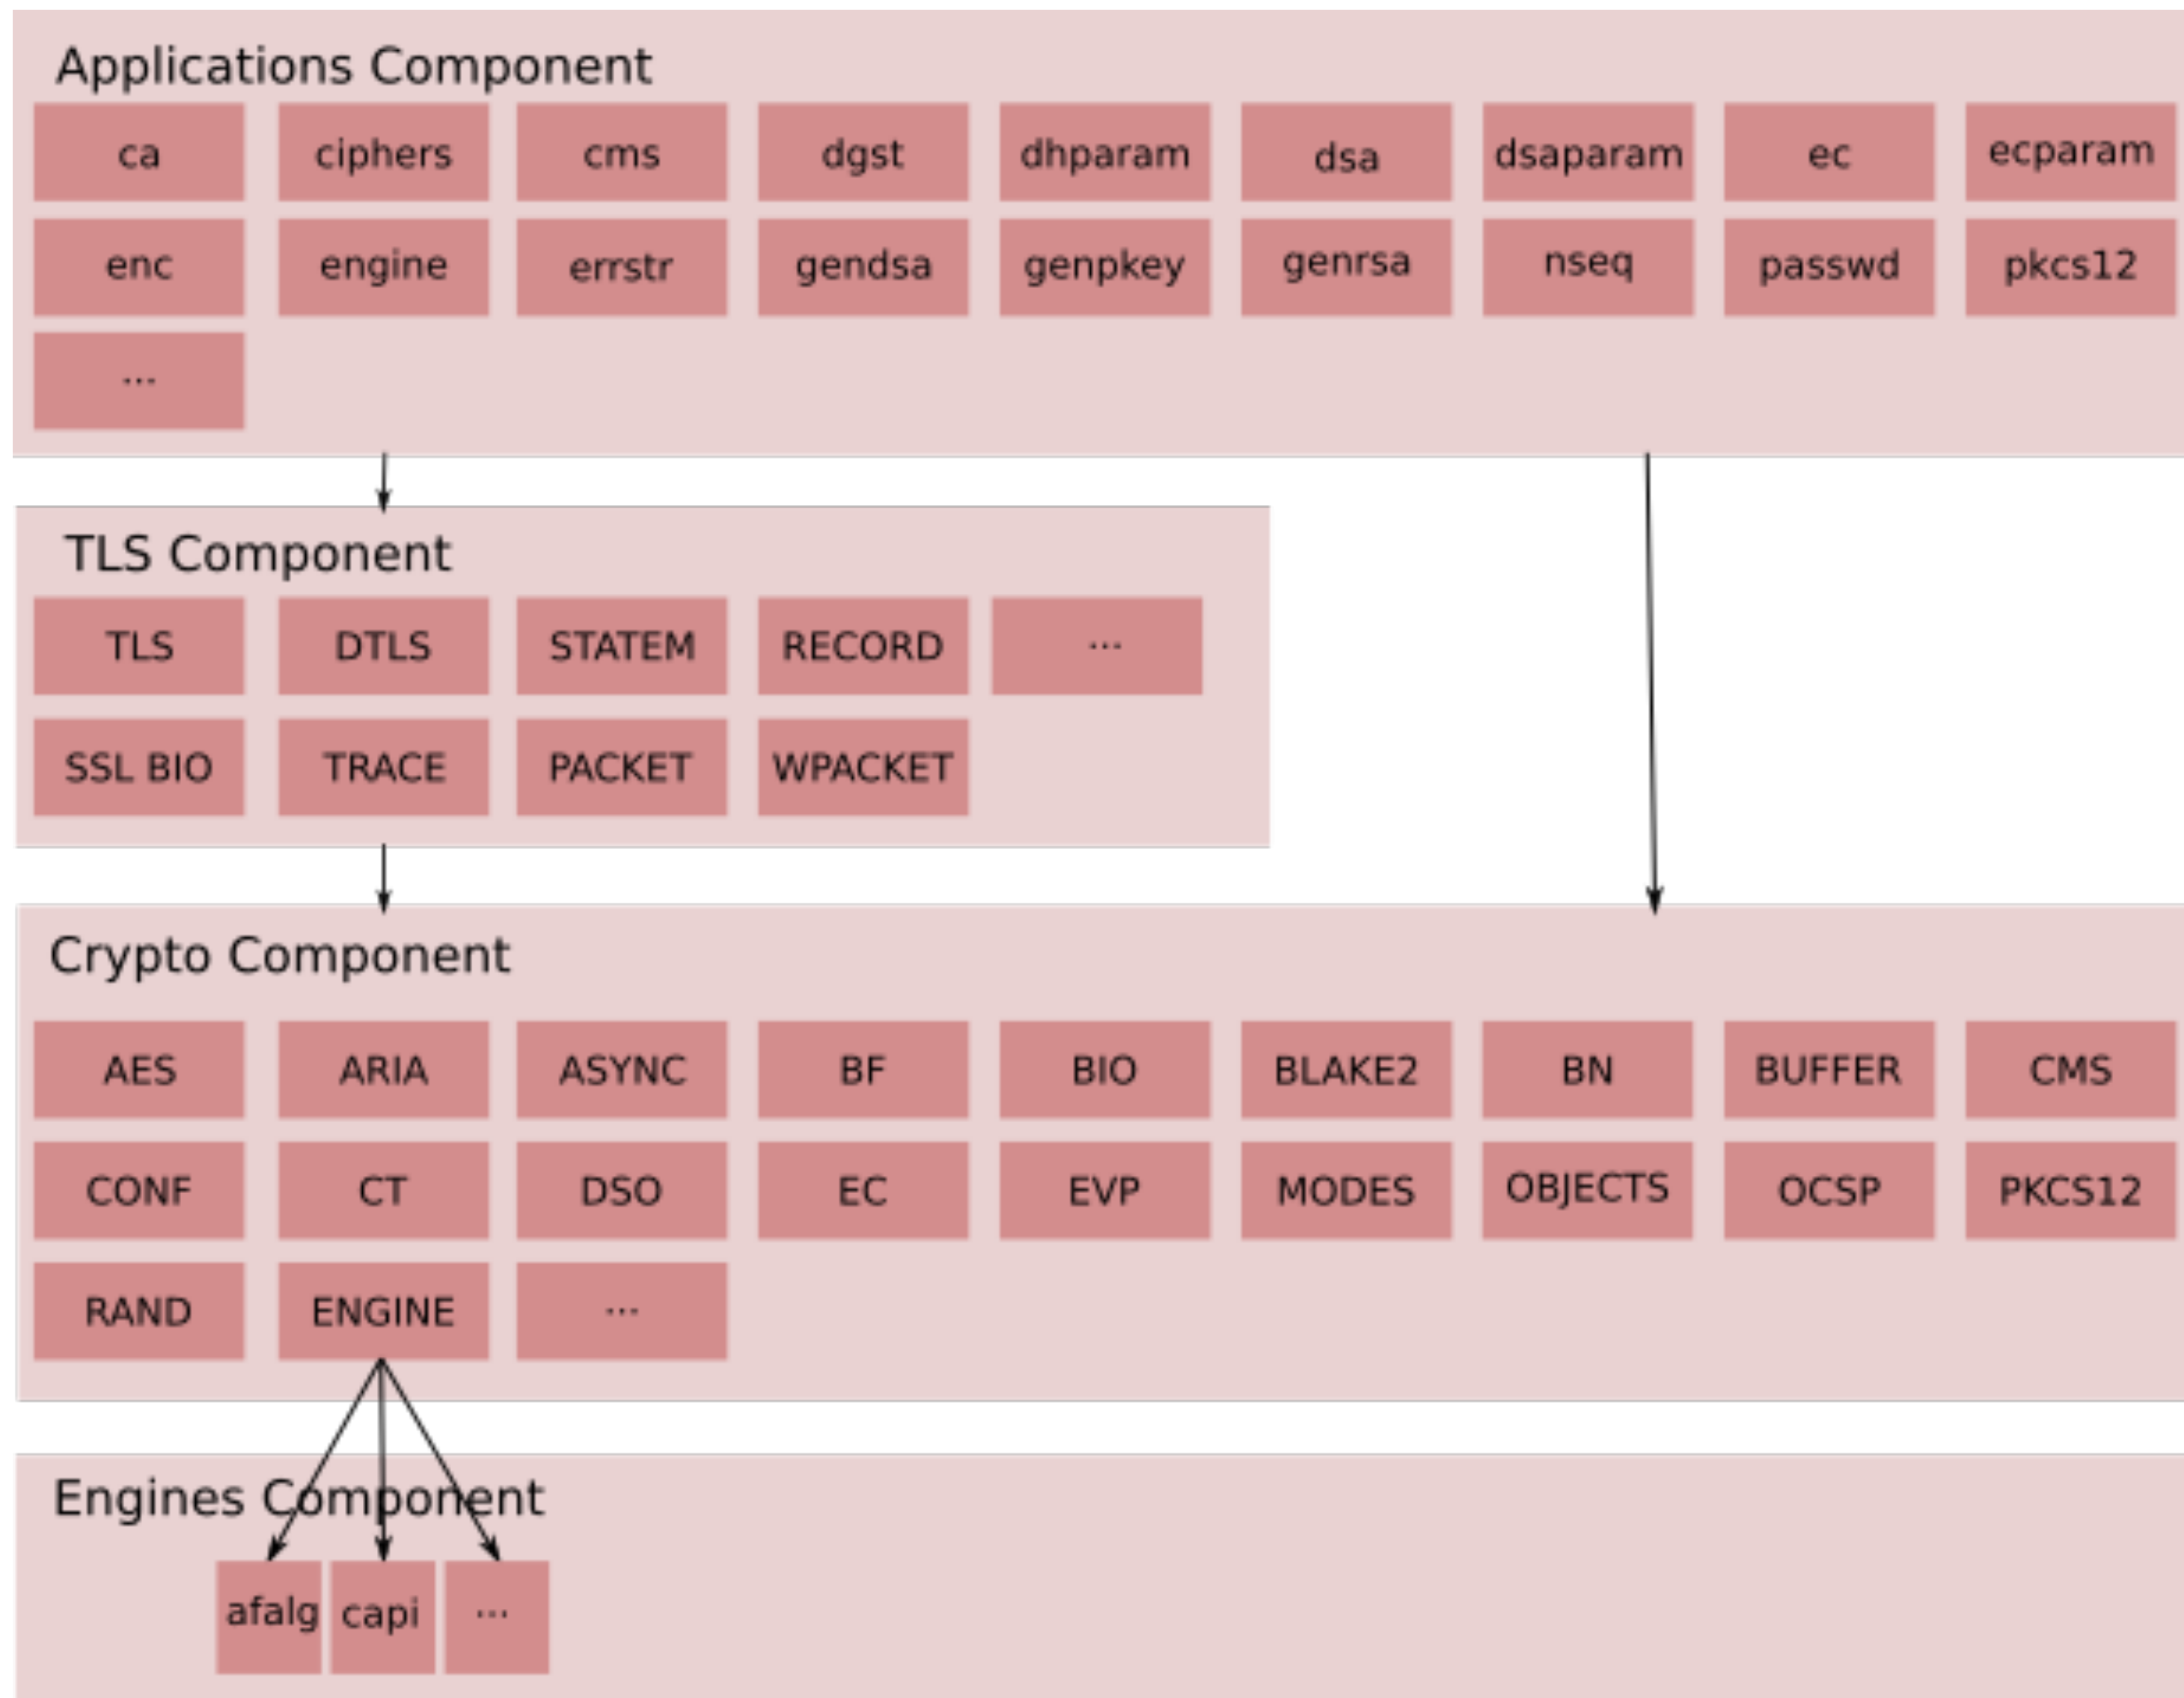 Applications Component
ca ciphers cms dgst dhparam dsa dsaparam ec ecparam
enc engine errstr gendsa genpkey genrsa nseq passwd pkcs12
...
TLS Component
TLS DTLS STATEM RECORD ...
SSL BIO TRACE PACKET WPACKET
Crypto Component
AES ARIA ASYNC BF BIO BLAKE2 BN BUFFER CMS
CONF CT DSO EC EVP MODES OBJECTS OCSP PKCS12
RAND ENGINE ...
Engines Component
afalg capi ...